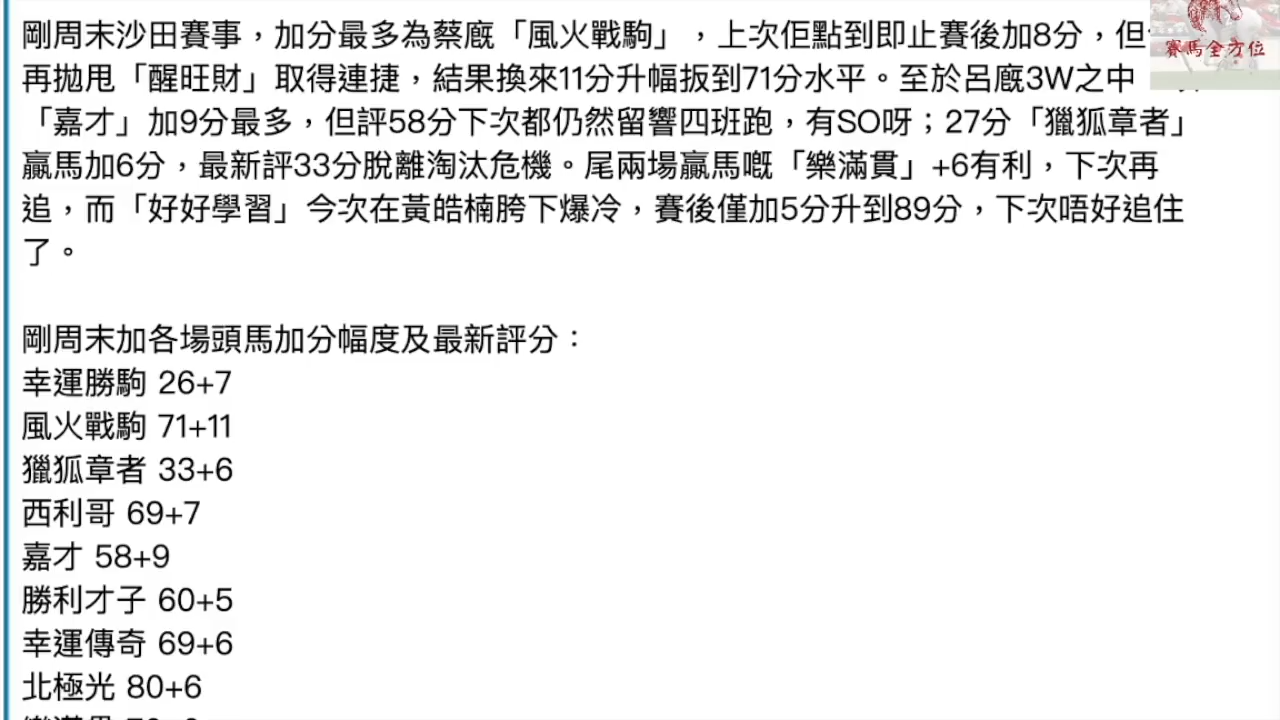 剛周末沙田賽事，加分最多為蔡廐「風火戰駒」，上次佢點到即止賽後加8分，但
再拋甩「醒旺財」取得連捷，結果換來11分升幅扳到71分水平。至於呂廐3W之中
「嘉才」加9分最多，但評58分下次都仍然留響四班跑，有SO呀；27分「獵狐章者」
贏馬加6分，最新評33分脫離淘汰危機。尾兩場贏馬嘅「樂滿貫」+6有利，下次再
追，而「好好學習」今次在黃皓楠胯下爆冷，賽後僅加5分升到89分，下次唔好追住
了。
剛周末加各場頭馬加分幅度及最新評分：
幸運勝駒 26+7
風火戰駒 71+11
獵狐章者 33+6
西利哥 69+7
嘉才 58+9
勝利才子 60+5
幸運傳奇 69+6
北極光 80+6
賽馬全方位